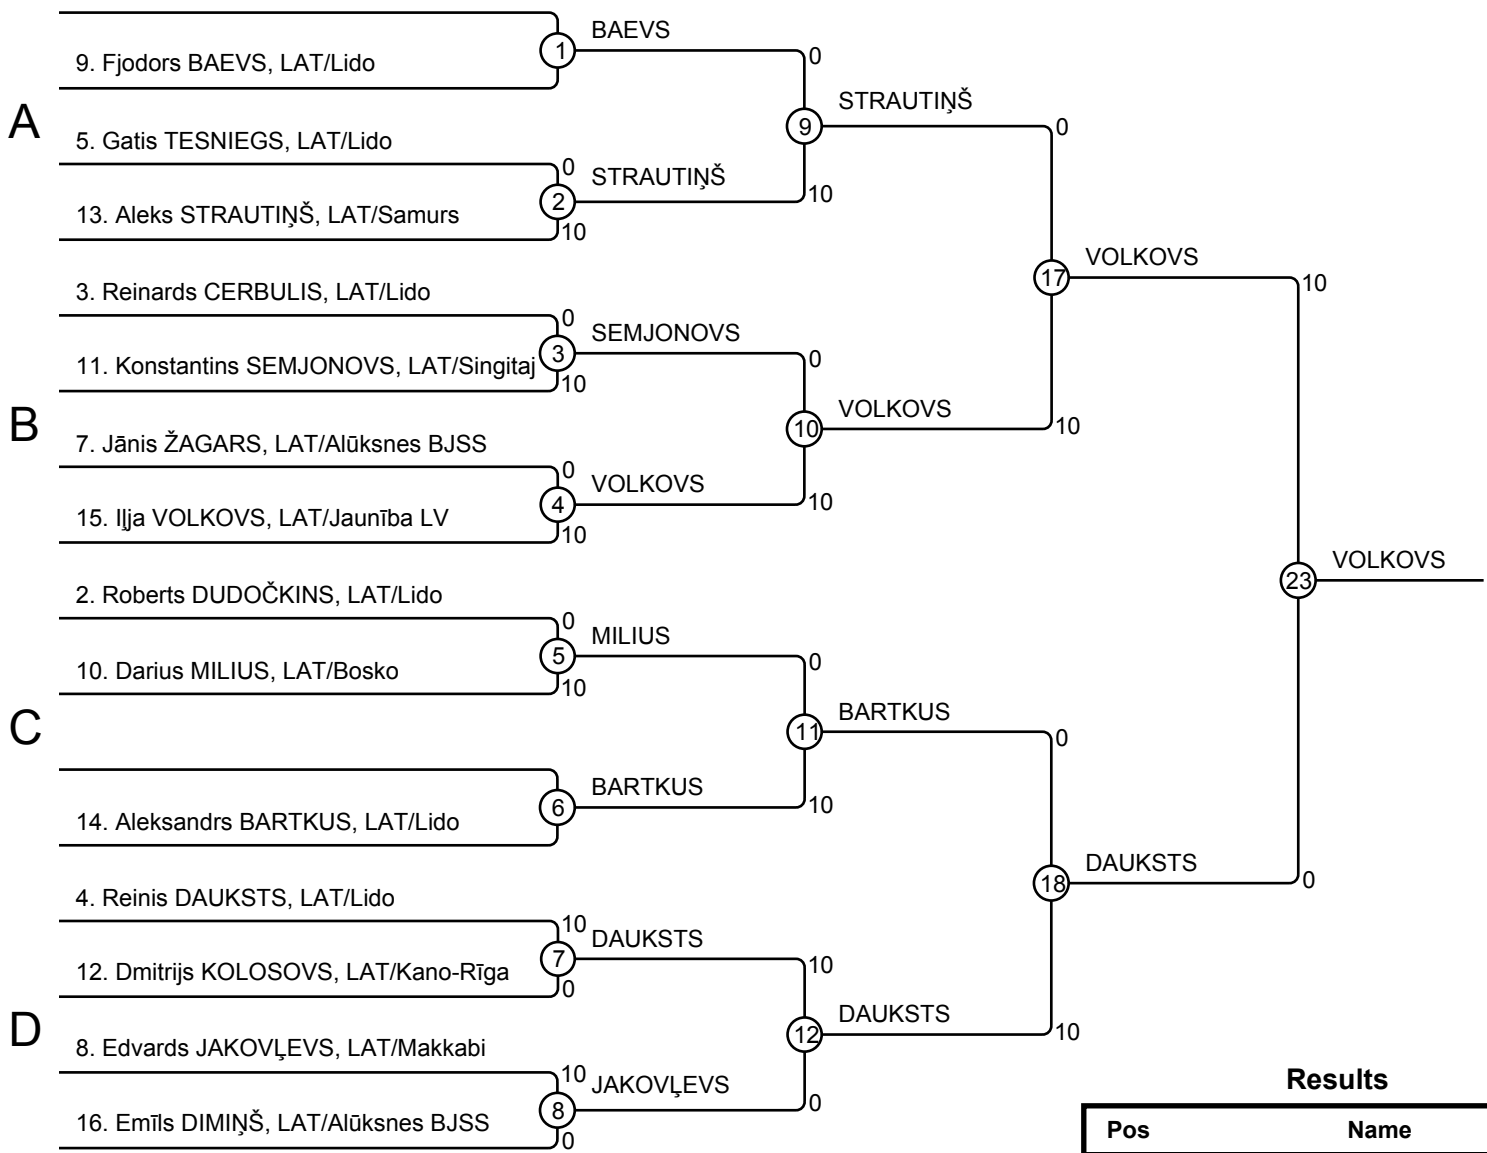 BAEVS
9. Fjodors BAEVS, LAT/Lido
1
0
STRAUTIŅŠ
A
9
0
5. Gatis TESNIEGS, LAT/Lido
0
STRAUTIŅŠ
10
2
13. Aleks STRAUTIŅŠ, LAT/Samurs
10
VOLKOVS
17
10
3. Reinards CERBULIS, LAT/Lido
0
SEMJONOVS
3
0
11. Konstantins SEMJONOVS, LAT/Singitaj
10
B
VOLKOVS
10
10
7. Jānis ŽAGARS, LAT/Alūksnes BJSS
0
VOLKOVS
10
4
15. Iļja VOLKOVS, LAT/Jaunība LV
10
VOLKOVS
23
2. Roberts DUDOČKINS, LAT/Lido
0
MILIUS
5
0
10. Darius MILIUS, LAT/Bosko
10
BARTKUS
C
11
0
BARTKUS
10
6
14. Aleksandrs BARTKUS, LAT/Lido
DAUKSTS
18
0
4. Reinis DAUKSTS, LAT/Lido
10
DAUKSTS
7
10
12. Dmitrijs KOLOSOVS, LAT/Kano-Rīga
0
DAUKSTS
D
12
10
8. Edvards JAKOVĻEVS, LAT/Makkabi
10
JAKOVĻEVS
0
8
16. Emīls DIMIŅŠ, LAT/Alūksnes BJSS
0
Results
Pos Name